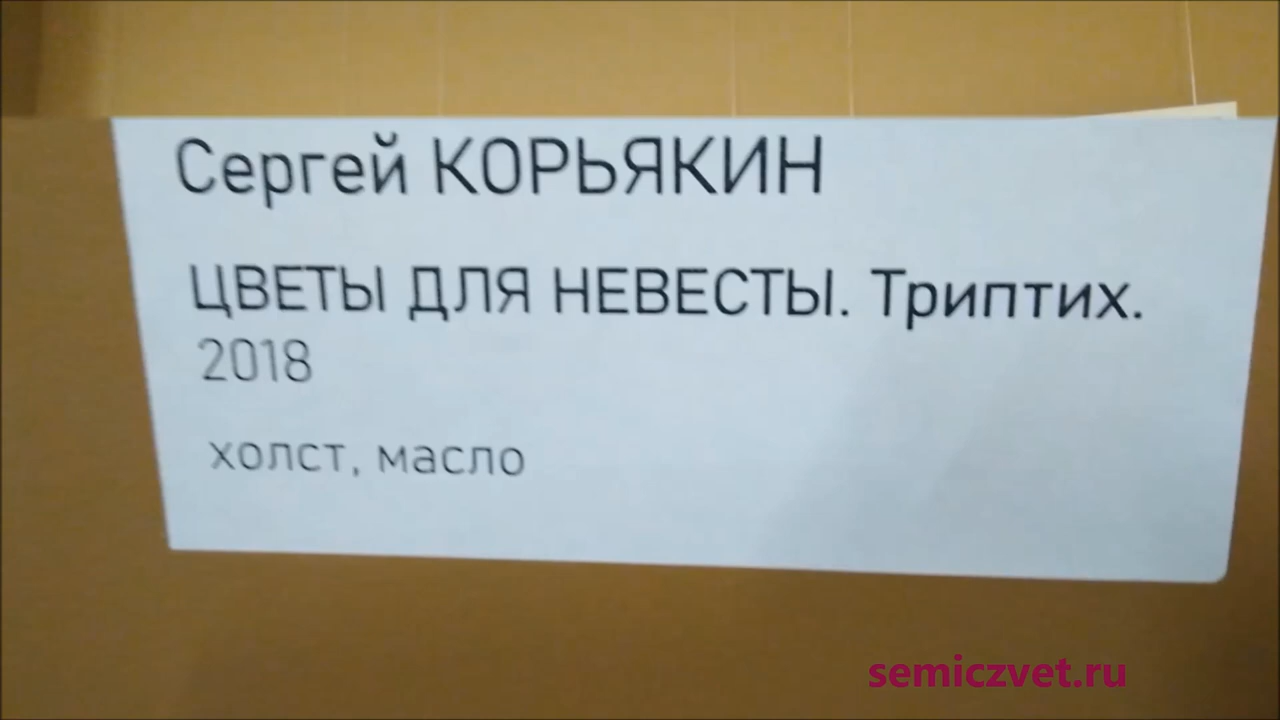 Сергей КОРЬЯКИН
ЦВЕТЫ ДЛЯ НЕВЕСТЫ. Триптих.
2018
холст, масло
semiczvet.ru